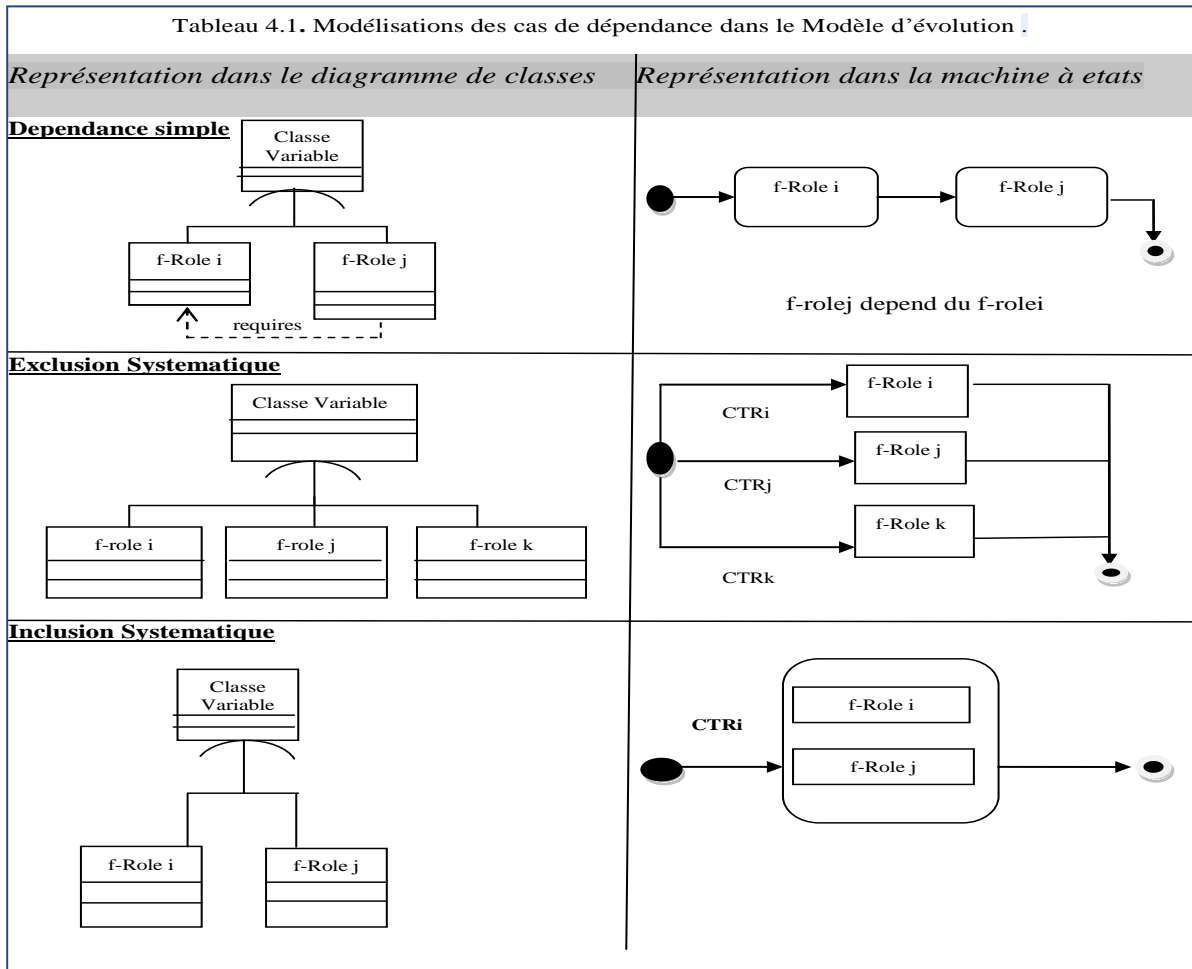 Tableau 4.1. Modélisations des cas de dépendance dans le Modèle d'évolution .
Représentation dans le diagramme de classes
Représentation dans la machine à etats
Dependance simple
Classe
Variable
f-Role i
f-Role j
requires
f-Role i
f-Role j
f-rolej depend du f-rolei
Exclusion Systematique
Classe Variable
f-role i
f-role j
f-role k
f-Role i
CTRi
f-Role j
CTRj
f-Role k
CTRk
Inclusion Systematique
Classe
Variable
f-Role i
f-Role j
f-Role i
CTRi
f-Role j